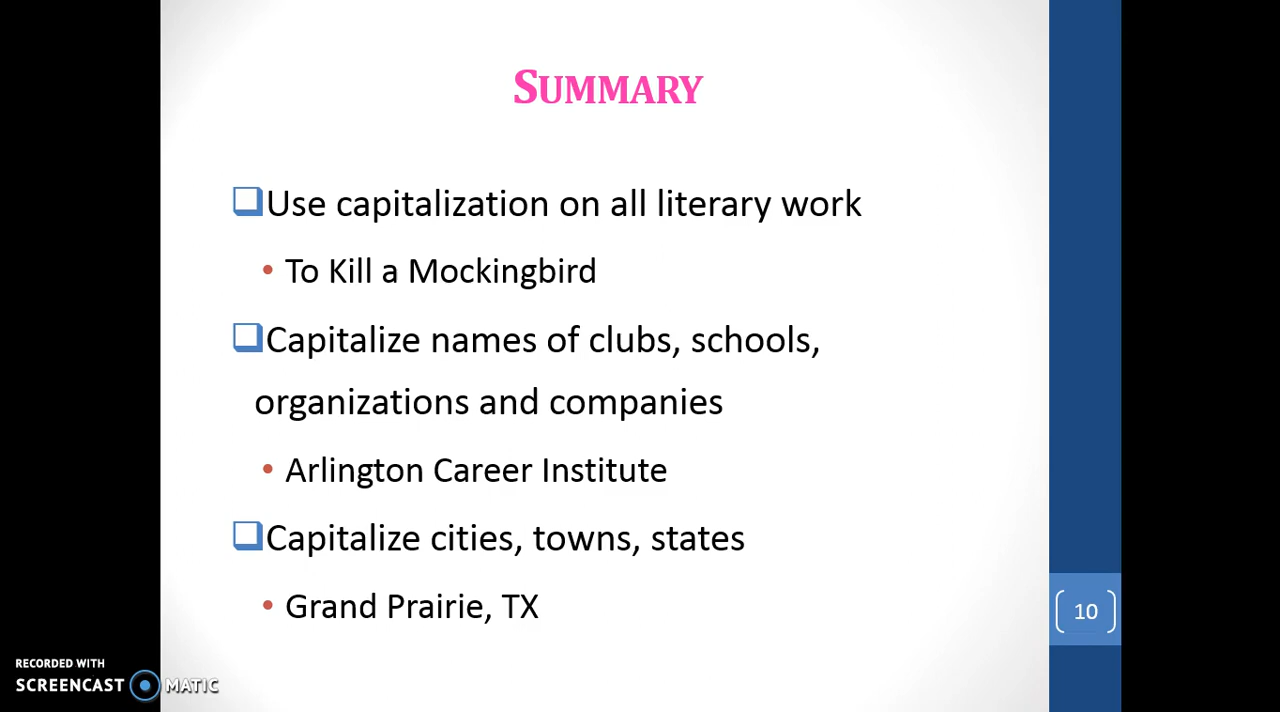 SUMMARY
Use capitalization on all literary work
• To Kill a Mockingbird
Capitalize names of clubs, schools,
organizations and companies
• Arlington Career Institute
Capitalize cities, towns, states
• Grand Prairie, TX
10
RECORDED WITH
SCREENCAST MATIC